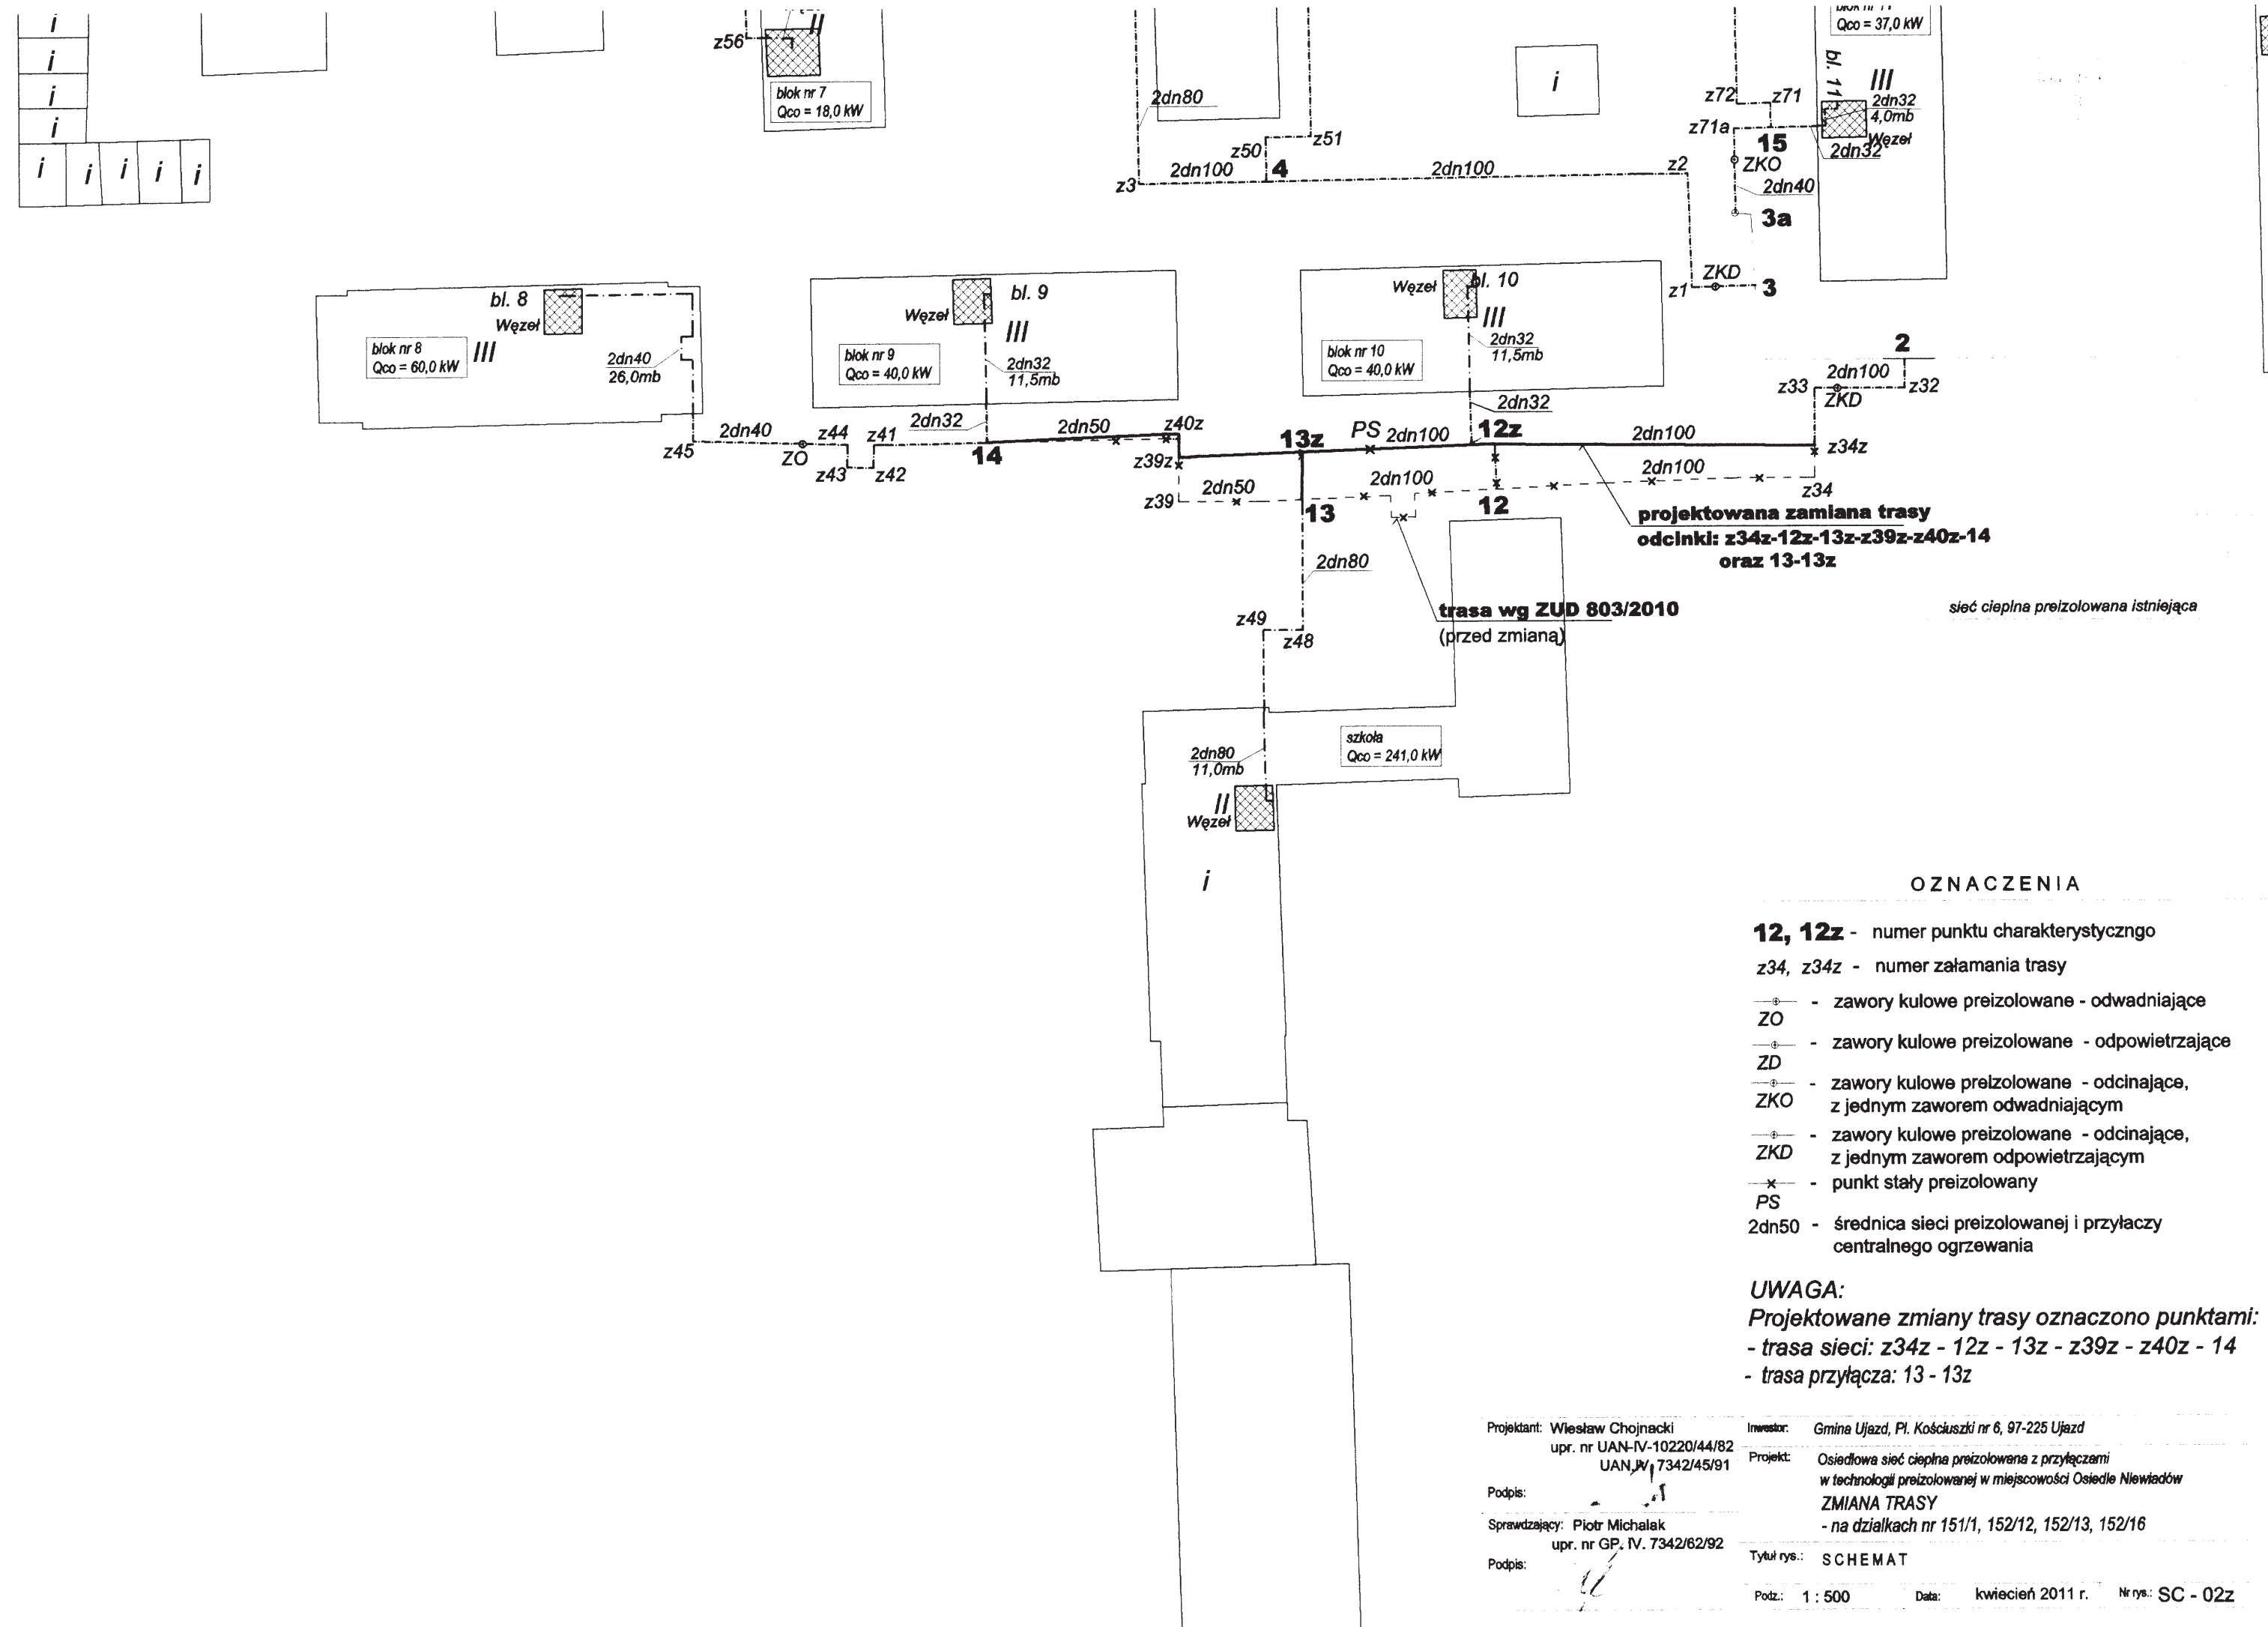 i
i
i
i
i
i
i
i
i
z56
II
blok nr 7
Qco = 18,0 kW
2dn80
z3
2dn100
z50
4
z51
2dn100
i
z2
z72
z71
z71a
15
ZKO
2dn40
3a
ZKD
z1
3
Qco = 37,0 kW
bl. 11
III
2dn32
4,0mb
Węzeł
2dn32
2
2dn100
z33
z32
ZKD
bl. 8
Węzeł
III
blok nr 8
Qco = 60,0 kW
2dn40
26,0mb
bl. 9
Węzeł
III
blok nr 9
Qco = 40,0 kW
2dn32
11,5mb
bl. 10
Węzeł
III
blok nr 10
Qco = 40,0 kW
2dn32
11,5mb
2dn32
z45
2dn40
ZO
z44
z43
z41
z42
2dn32
14
2dn50
z40z
z39z
z39
2dn50
13z
PS
2dn100
12z
2dn100
z34z
2dn100
2dn100
z34
13
12
projektowana zamiana trasy
odcinki: z34z-12z-13z-z39z-z40z-14
oraz 13-13z
2dn80
trasa wg ZUD 803/2010
(przed zmianą)
sieć cieplna preizolowana istniejąca
z49
z48
szkoła
Qco = 241,0 kW
2dn80
11,0mb
II
Węzeł
i
OZNACZENIA
12, 12z - numer punktu charakterystyczngo
z34, z34z - numer załamania trasy
- zawory kulowe preizolowane - odwadniające
ZO
- zawory kulowe preizolowane - odpowietrzające
ZD
- zawory kulowe preizolowane - odcinające,
ZKO z jednym zaworem odwadniającym
- zawory kulowe preizolowane - odcinające,
ZKD z jednym zaworem odpowietrzającym
- punkt stały preizolowany
PS
2dn50 - średnica sieci preizolowanej i przyłaczy
centralnego ogrzewania
UWAGA:
Projektowane zmiany trasy oznaczono punktami:
- trasa sieci: z34z - 12z - 13z - z39z - z40z - 14
- trasa przyłącza: 13 - 13z
Projektant: Wiesław Chojnacki
upr. nr UAN-IV-10220/44/82
UAN.IV. 7342/45/91
Podpis:
Sprawdzający: Piotr Michalak
upr. nr GP. IV. 7342/62/92
Podpis:
Inwestor: Gmina Ujazd, Pl. Kościuszki nr 6, 97-225 Ujazd
Projekt: Osiedlowa sieć cieplna preizolowana z przyłączami
w technologii preizolowanej w miejscowości Osiedle Niewiadów
ZMIANA TRASY
- na dzialkach nr 151/1, 152/12, 152/13, 152/16
Tytuł rys.: SCHEMAT
Podz.: 1 : 500 Data: kwiecień 2011 r. Nr rys.: SC - 02z